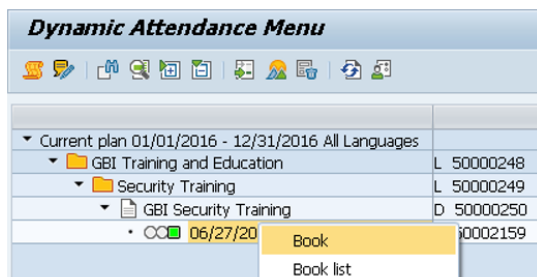 Dynamic Attendance Menu
Current plan 01/01/2016 - 12/31/2016 All Languages
GBI Training and Education L 50000248
Security Training L 50000249
GBI Security Training D 50000250
06/27/20 Book 0002159
Book list